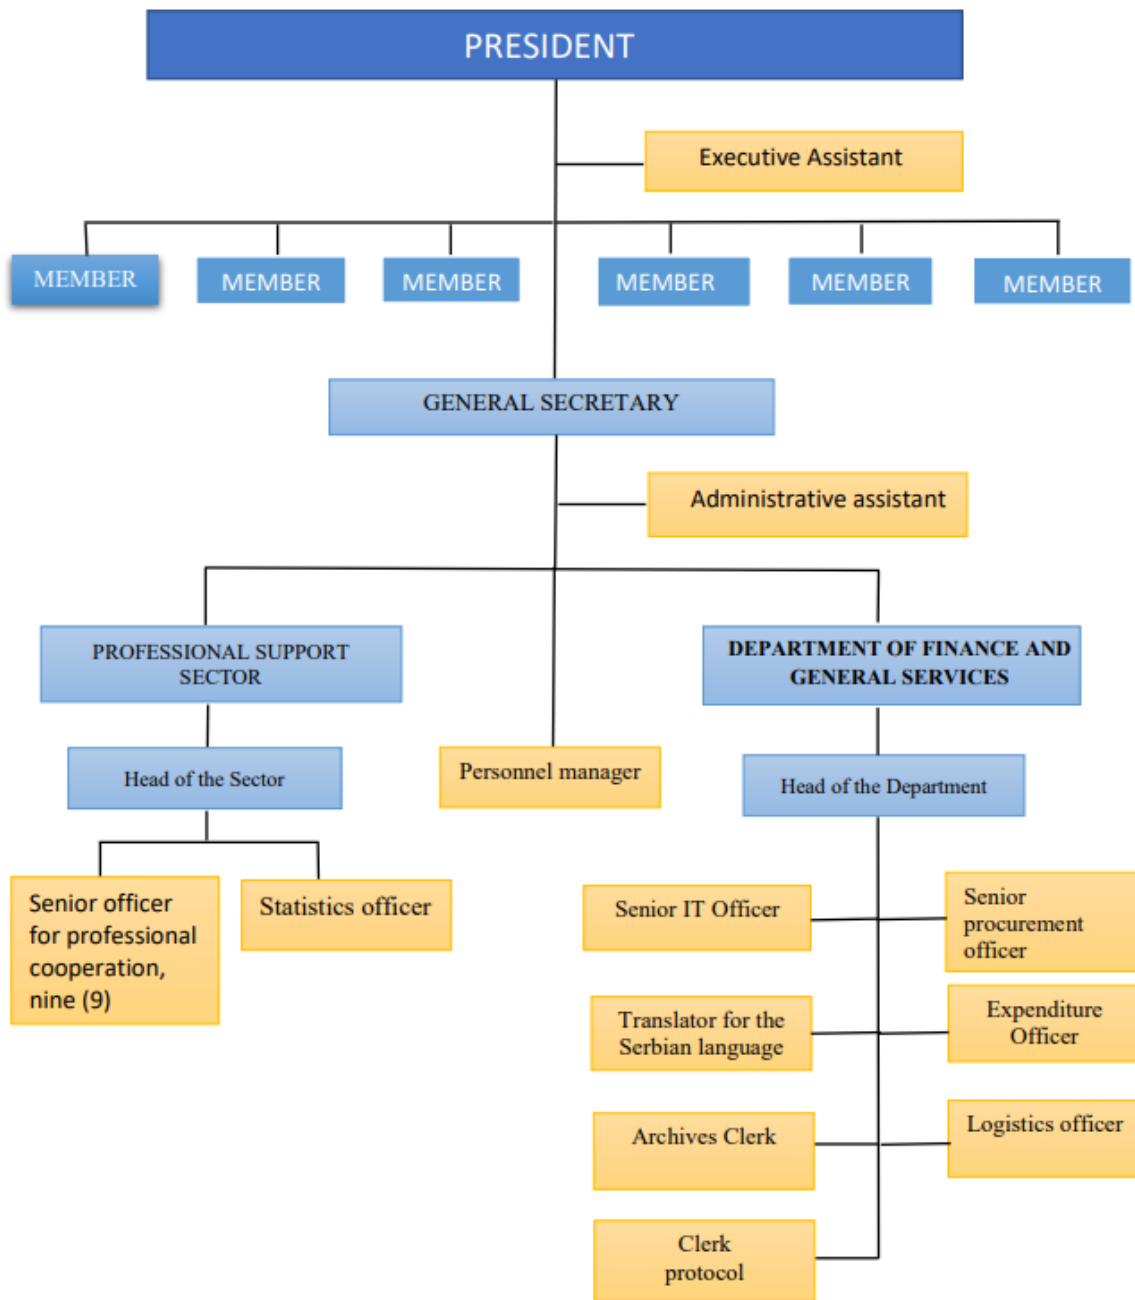 PRESIDENT
Executive Assistant
MEMBER
MEMBER
MEMBER
MEMBER
MEMBER
MEMBER
GENERAL SECRETARY
Administrative assistant
PROFESSIONAL SUPPORT
SECTOR
DEPARTMENT OF FINANCE AND
GENERAL SERVICES
Head of the Sector
Personnel manager
Head of the Department
Senior officer
for professional
cooperation,
nine (9)
Statistics officer
Senior IT Officer
Senior
procurement
officer
Translator for the
Serbian language
Expenditure
Officer
Archives Clerk
Logistics officer
Clerk
protocol